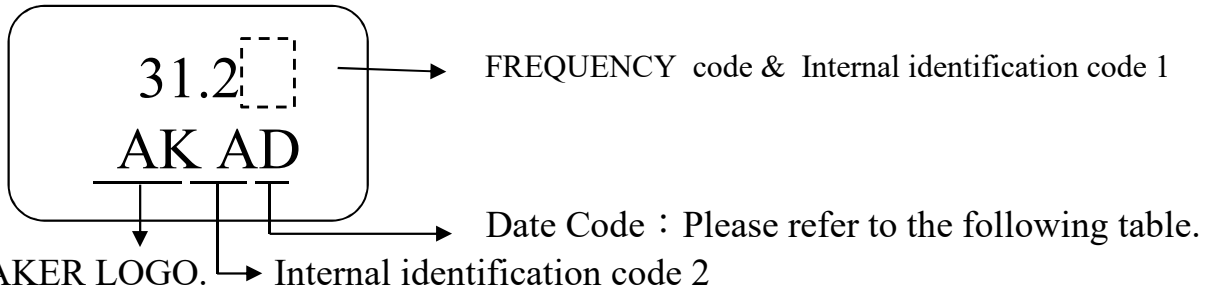 31.2
FREQUENCY code & Internal identification code 1
AK AD
Date Code：Please refer to the following table.
AKER LOGO.
Internal identification code 2